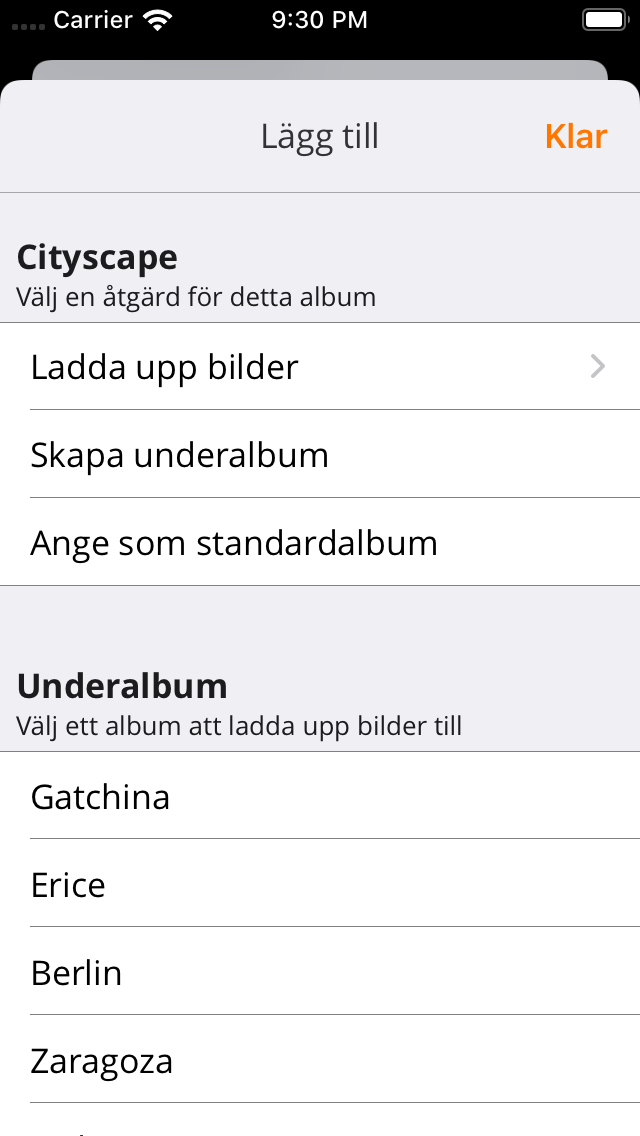 Carrier 9:30 PM
Lägg till Klar
Cityscape
Välj en åtgärd för detta album
Ladda upp bilder
Skapa underalbum
Ange som standardalbum
Underalbum
Välj ett album att ladda upp bilder till
Gatchina
Erice
Berlin
Zaragoza